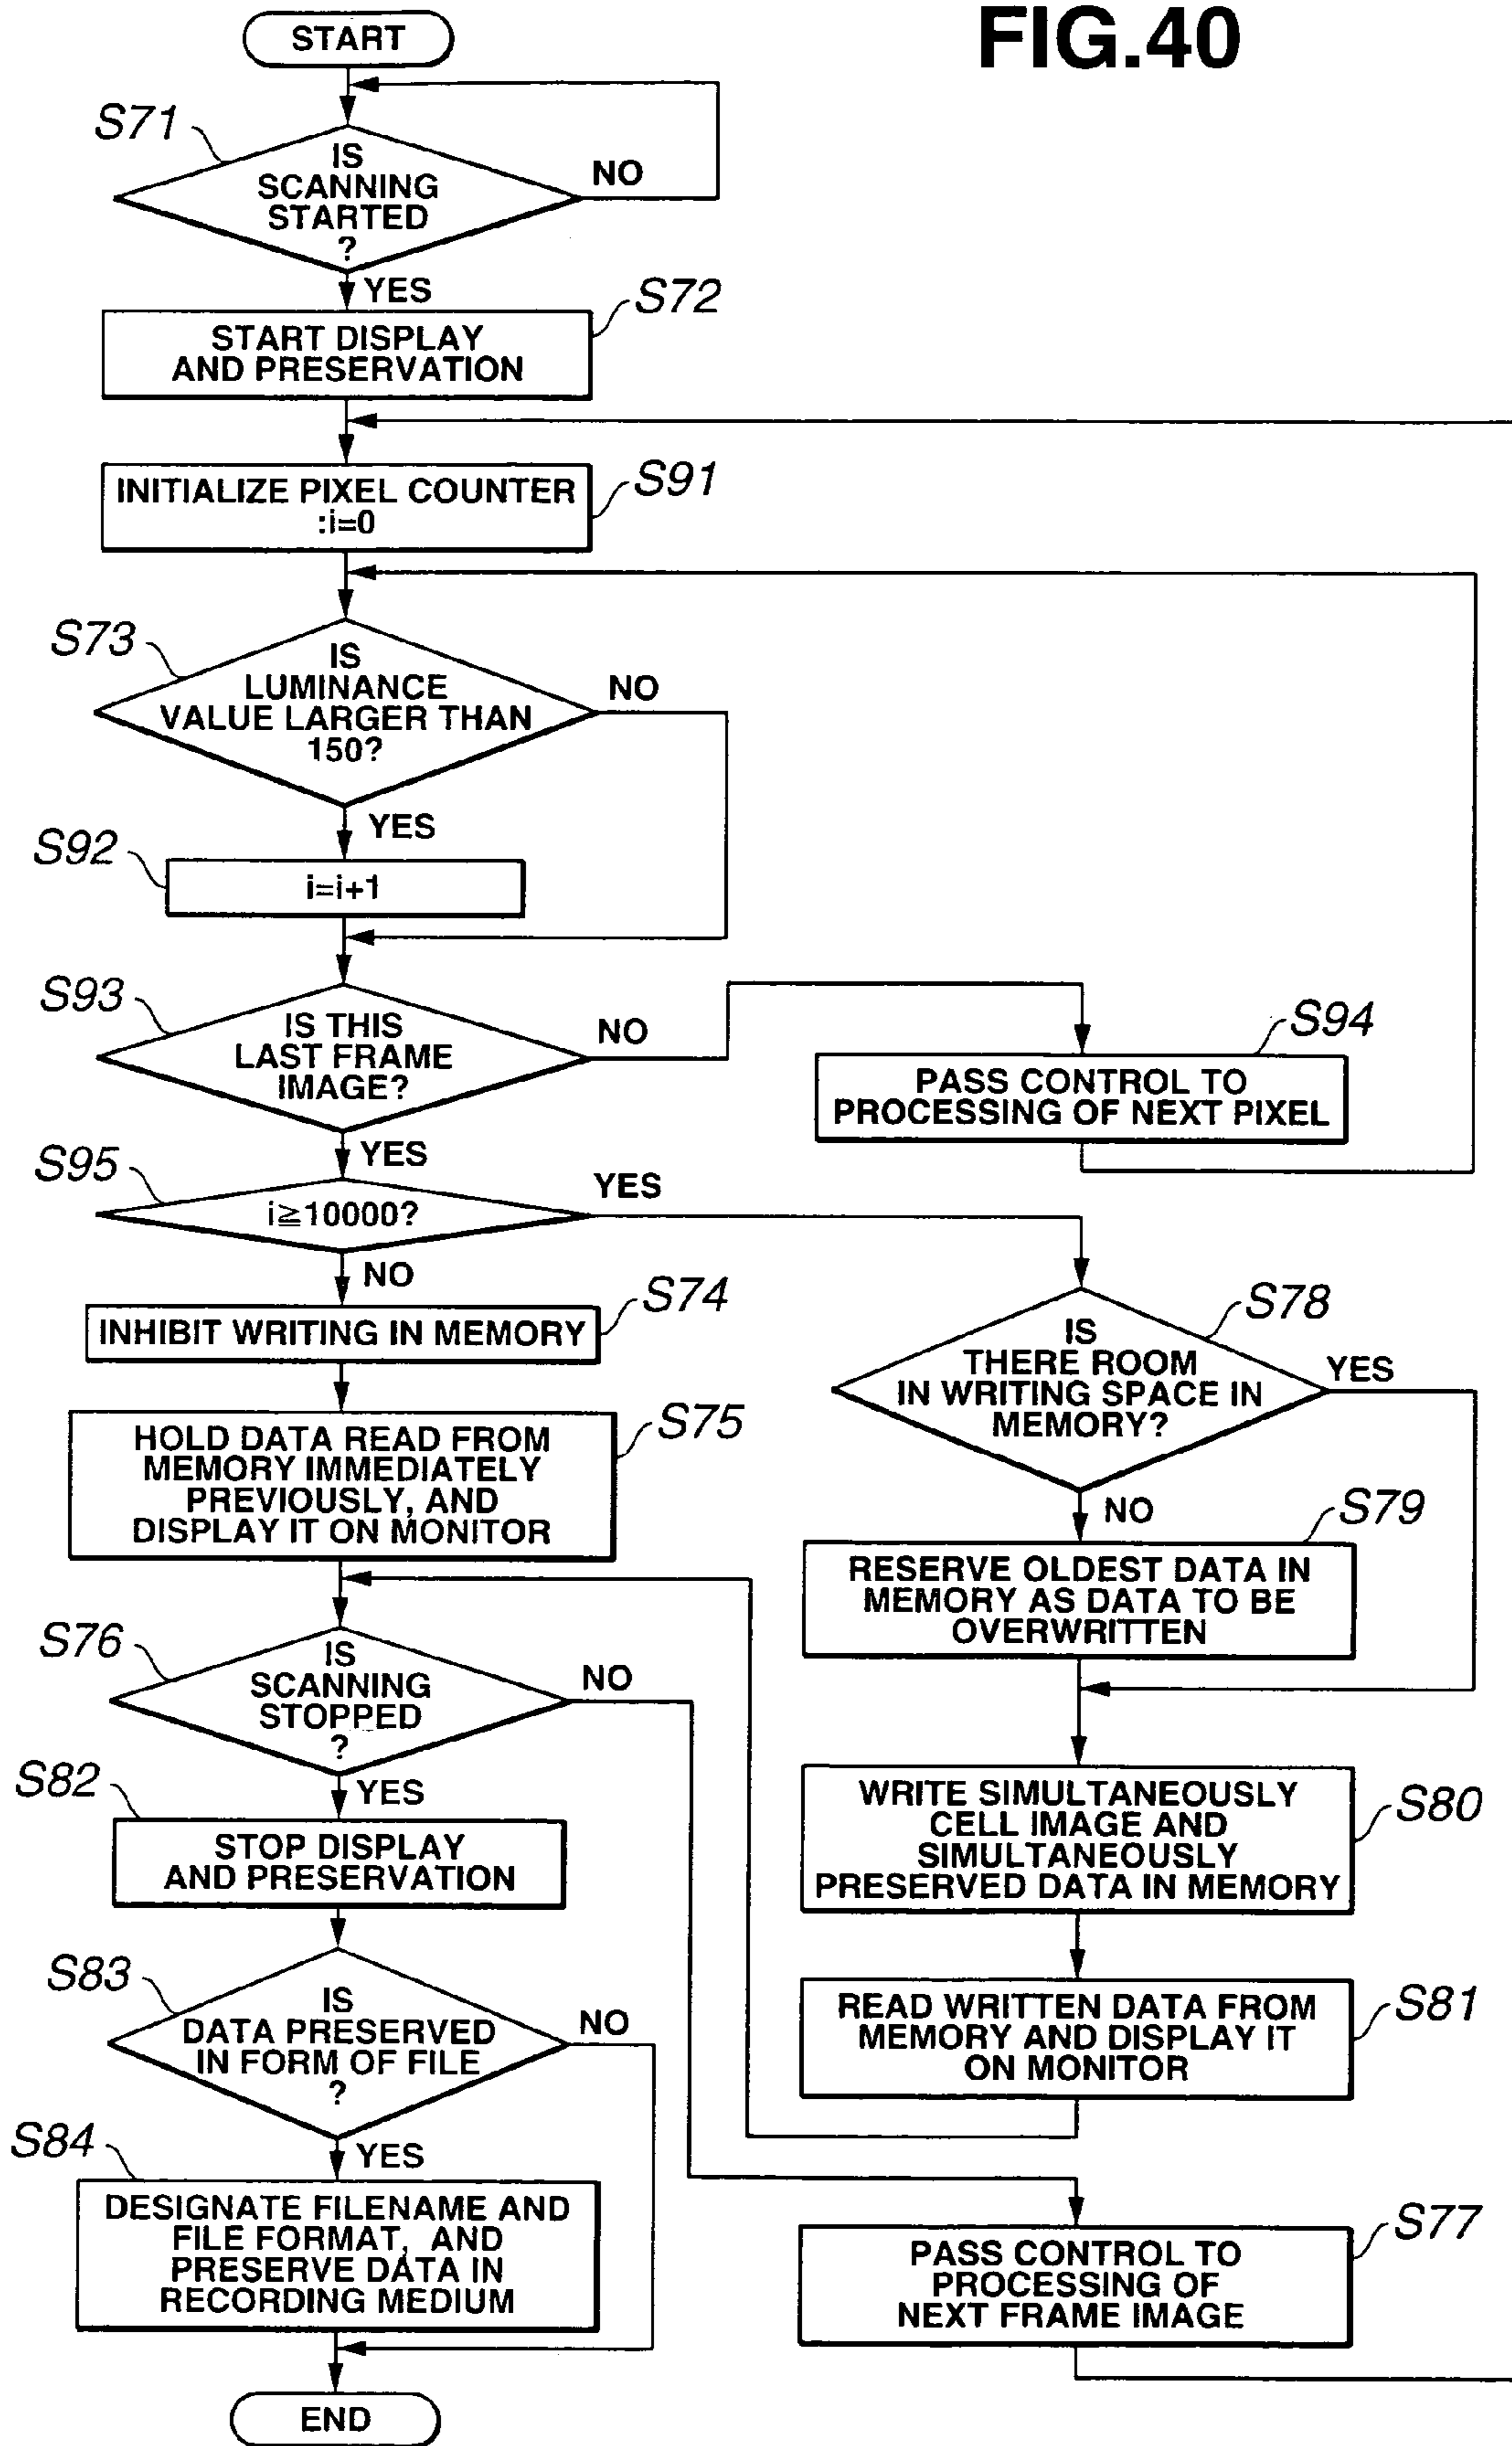 FIG.40
START
S71
IS
SCANNING
STARTED
?
NO
YES
S72
START DISPLAY
AND PRESERVATION
S91
INITIALIZE PIXEL COUNTER
:i=0
S73
IS
LUMINANCE
VALUE LARGER THAN
150?
NO
YES
S92
i=i+1
S93
IS THIS
LAST FRAME
IMAGE?
NO
S94
PASS CONTROL TO
PROCESSING OF NEXT PIXEL
YES
S95
i≧10000?
YES
NO
S74
INHIBIT WRITING IN MEMORY
S75
HOLD DATA READ FROM
MEMORY IMMEDIATELY
PREVIOUSLY, AND
DISPLAY IT ON MONITOR
S78
IS
THERE ROOM
IN WRITING SPACE IN
MEMORY?
YES
NO
S79
RESERVE OLDEST DATA IN
MEMORY AS DATA TO BE
OVERWRITTEN
S76
IS
SCANNING
STOPPED
?
NO
YES
S80
WRITE SIMULTANEOUSLY
CELL IMAGE AND
SIMULTANEOUSLY
PRESERVED DATA IN MEMORY
S82
STOP DISPLAY
AND PRESERVATION
S81
READ WRITTEN DATA FROM
MEMORY AND DISPLAY IT
ON MONITOR
S83
IS
DATA PRESERVED
IN FORM OF FILE
?
NO
YES
S84
DESIGNATE FILENAME AND
FILE FORMAT, AND
PRESERVE DATA IN
RECORDING MEDIUM
S77
PASS CONTROL TO
PROCESSING OF
NEXT FRAME IMAGE
END